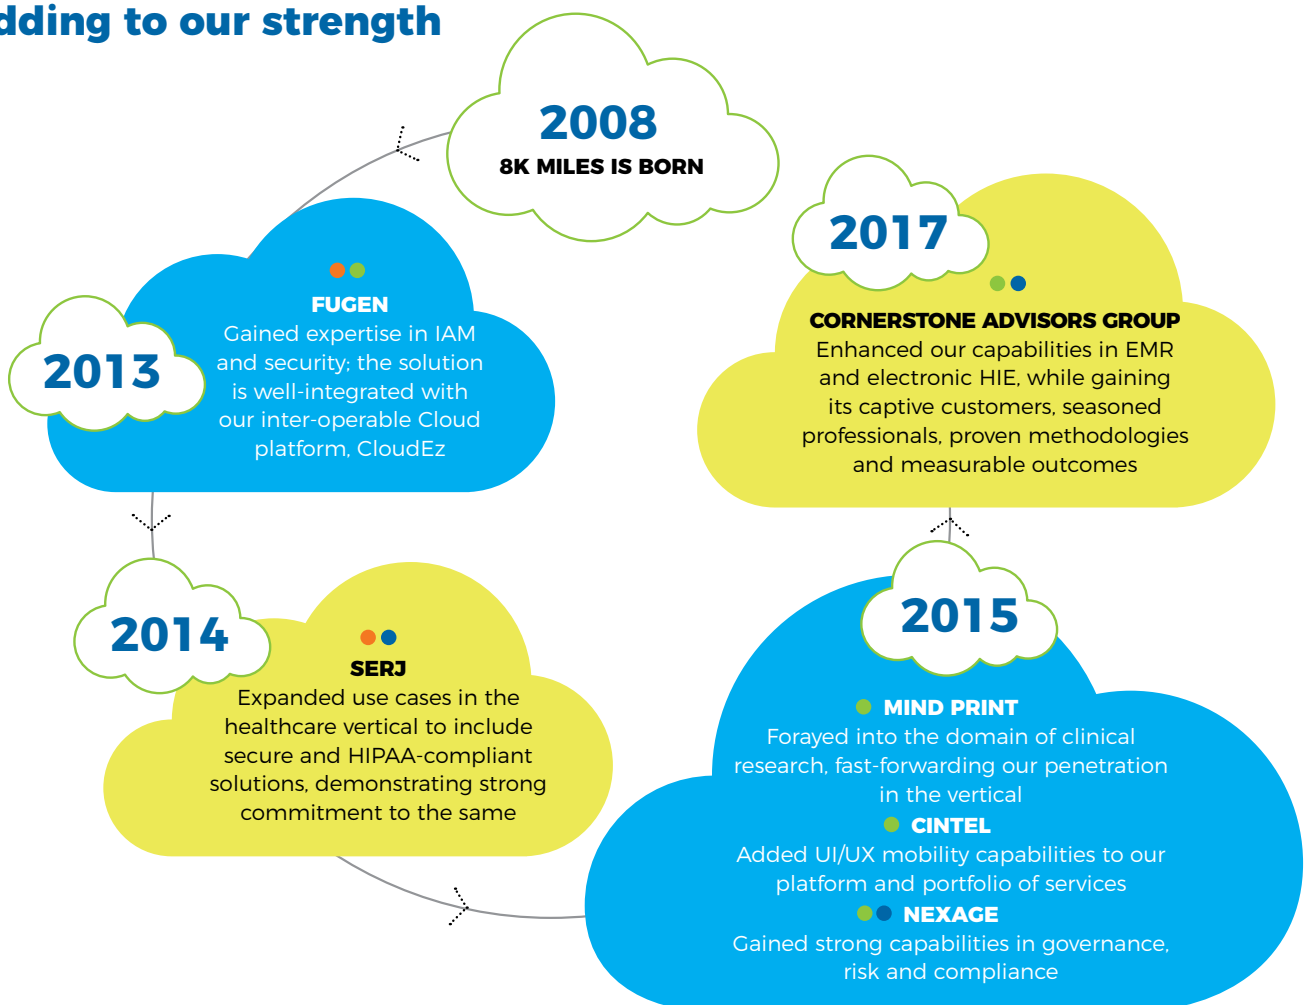 dding to our strength
2008
8K MILES IS BORN
2013
FUGEN
Gained expertise in IAM
and security; the solution
is well-integrated with
our inter-operable Cloud
platform, CloudEz
2014
SERJ
Expanded use cases in the
healthcare vertical to include
secure and HIPAA-compliant
solutions, demonstrating strong
commitment to the same
2015
MIND PRINT
Forayed into the domain of clinical
research, fast-forwarding our penetration
in the vertical
CINTEL
Added UI/UX mobility capabilities to our
platform and portfolio of services
NEXAGE
Gained strong capabilities in governance,
risk and compliance
2017
CORNERSTONE ADVISORS GROUP
Enhanced our capabilities in EMR
and electronic HIE, while gaining
its captive customers, seasoned
professionals, proven methodologies
and measurable outcomes